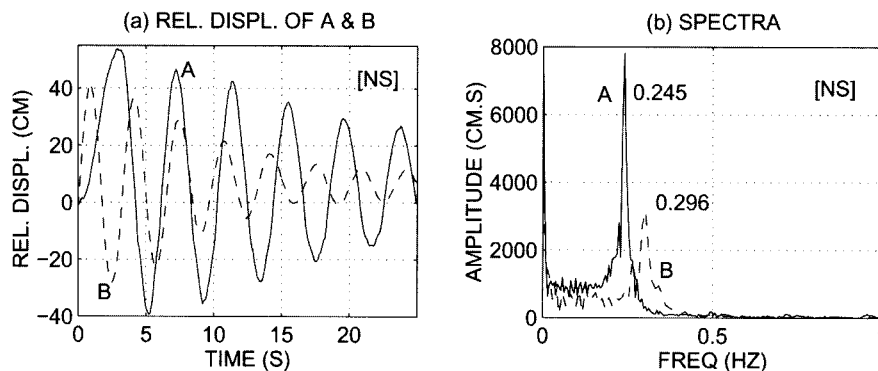 (a) REL. DISPL. OF A & B
REL. DISPL. (CM)
40
20
0
−20
−40
A
[NS]
B
0
5
10
15
20
TIME (S)
(b) SPECTRA
AMPLITUDE (CM.S)
8000
6000
4000
2000
0
A
0.245
[NS]
0.296
B
0
0.5
FREQ (HZ)